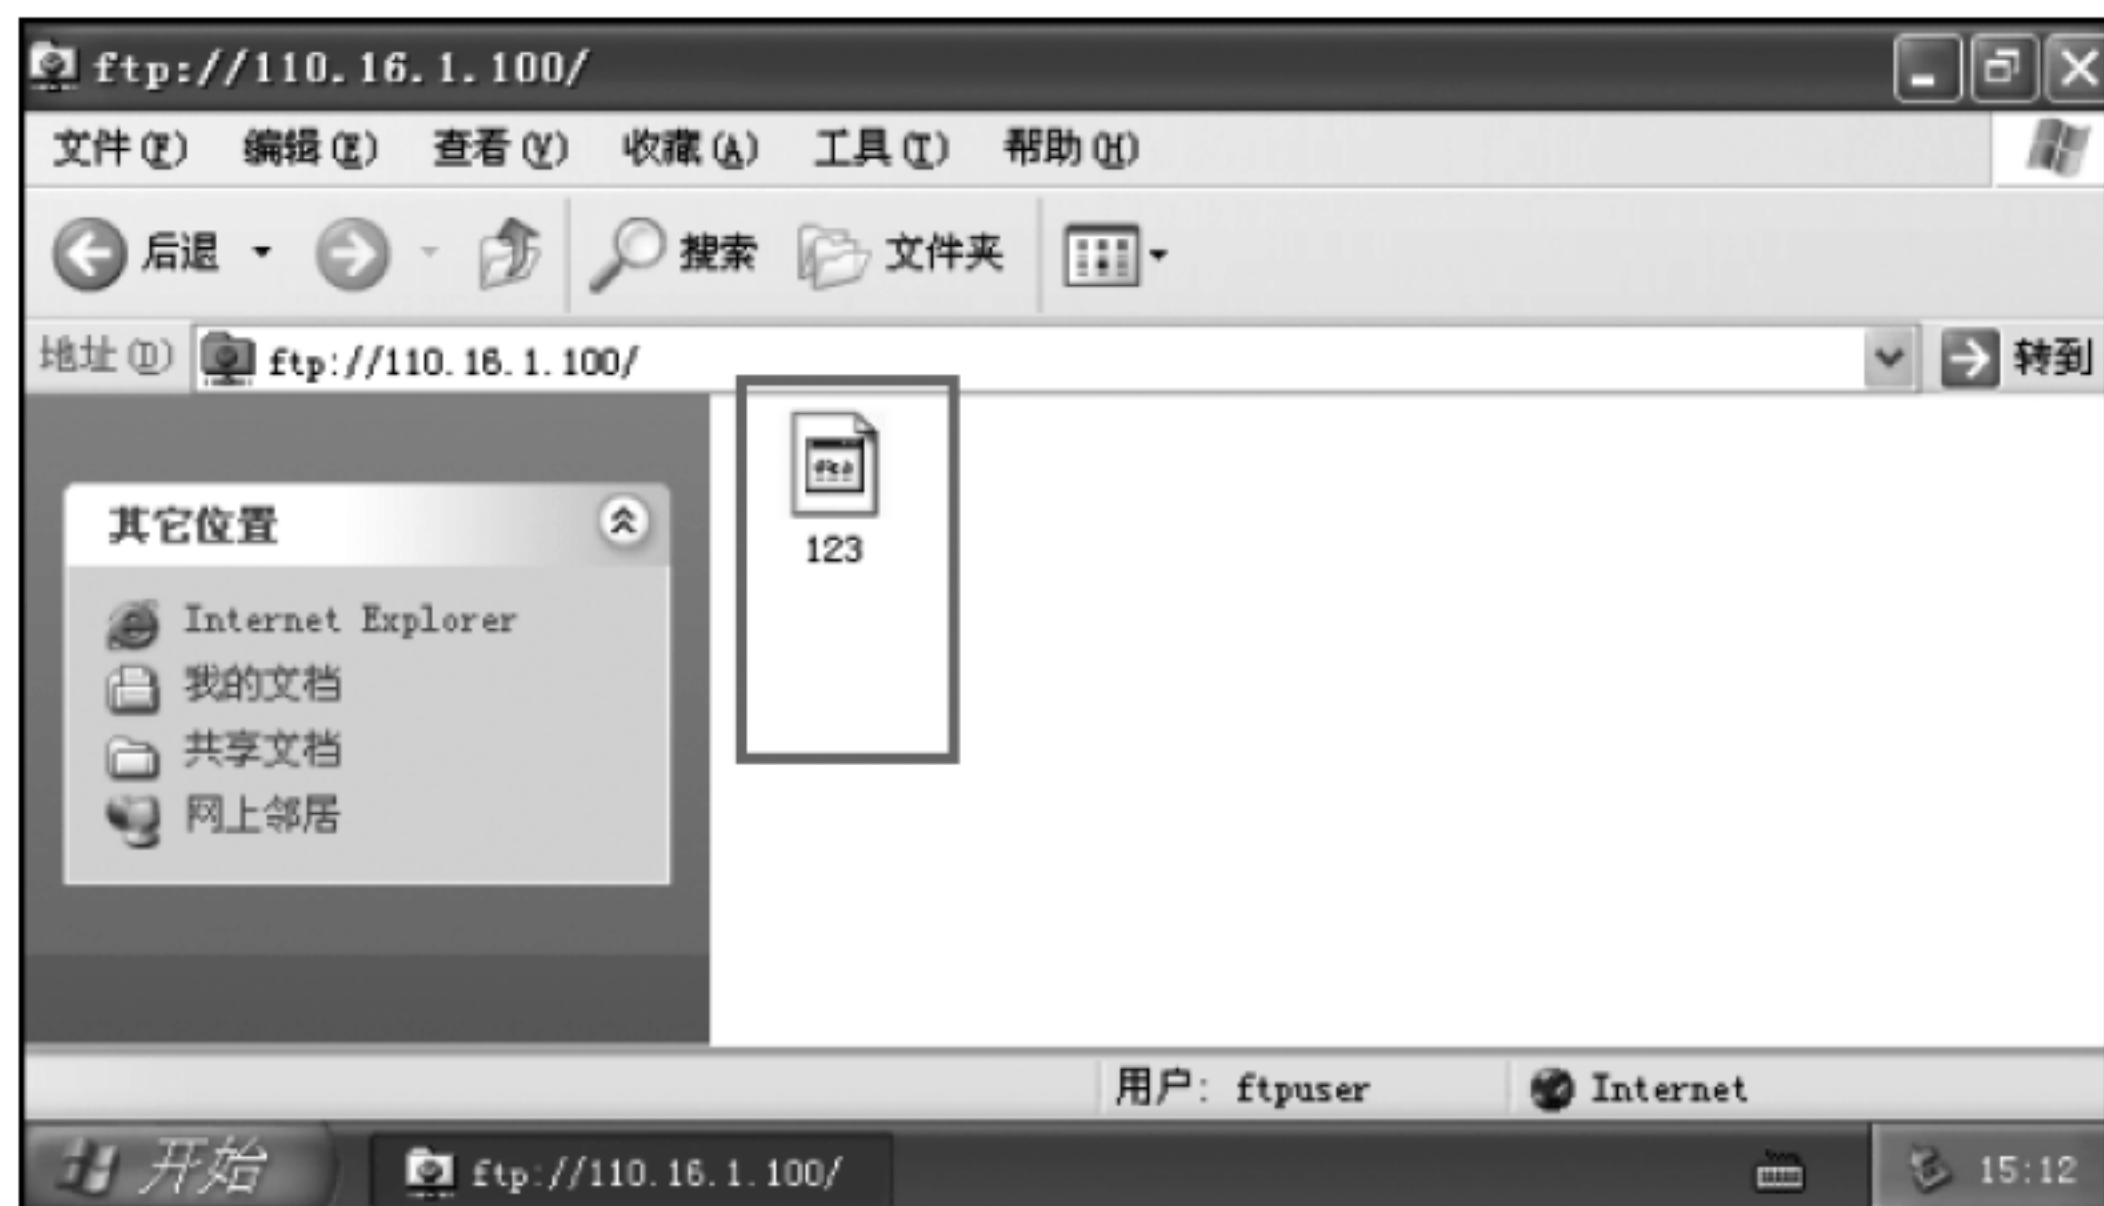 ftp://110.16.1.100/
文件(F) 编辑(E) 查看(V) 收藏(A) 工具(T) 帮助(H)
后退 搜索 文件夹
地址(D) ftp://110.16.1.100/ 转到
123
其它位置
Internet Explorer
我的文档
共享文档
网上邻居
用户: ftpuser Internet
开始 ftp://110.16.1.100/ 15:12